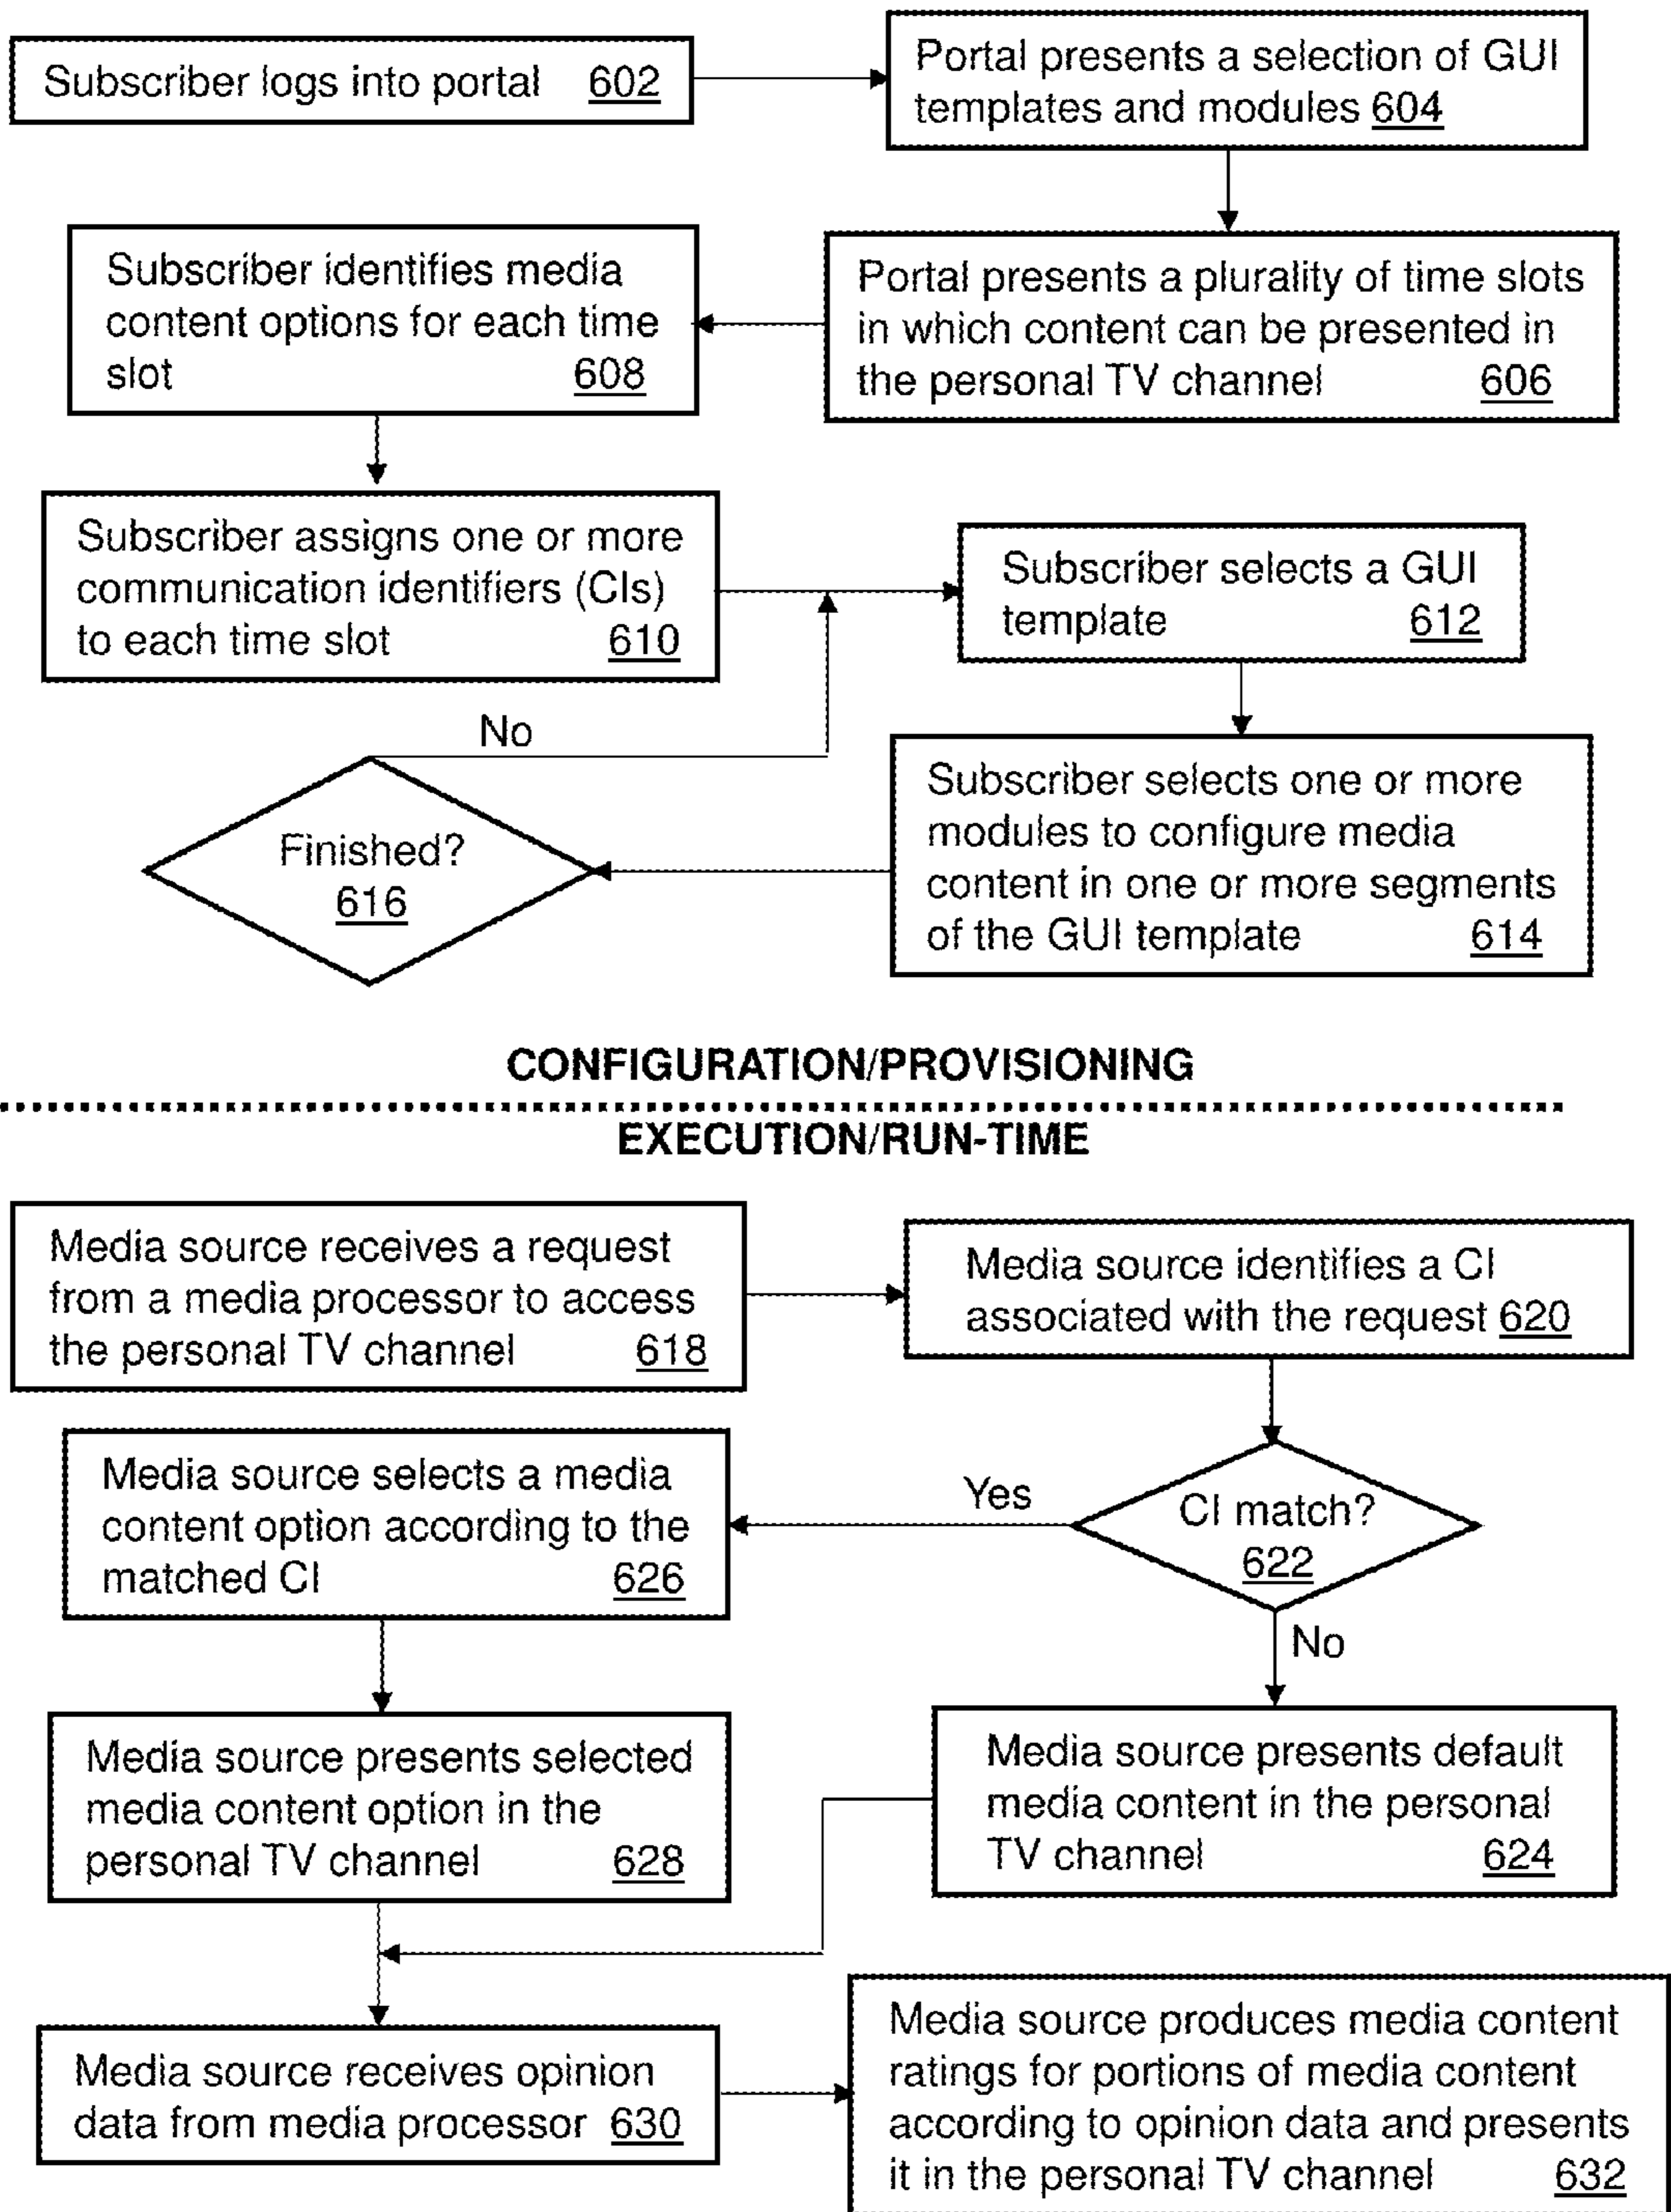 Subscriber logs into portal 602
Portal presents a selection of GUI
templates and modules 604
Portal presents a plurality of time slots
in which content can be presented in
the personal TV channel 606
Subscriber identifies media
content options for each time
slot 608
Subscriber assigns one or more
communication identifiers (CIs)
to each time slot 610
Subscriber selects a GUI
template 612
Subscriber selects one or more
modules to configure media
content in one or more segments
of the GUI template 614
Finished?
616
No
CONFIGURATION/PROVISIONING
EXECUTION/RUN-TIME
Media source receives a request
from a media processor to access
the personal TV channel 618
Media source identifies a CI
associated with the request 620
CI match?
622
Yes
No
Media source selects a media
content option according to the
matched CI 626
Media source presents selected
media content option in the
personal TV channel 628
Media source presents default
media content in the personal
TV channel 624
Media source receives opinion
data from media processor 630
Media source produces media content
ratings for portions of media content
according to opinion data and presents
it in the personal TV channel 632